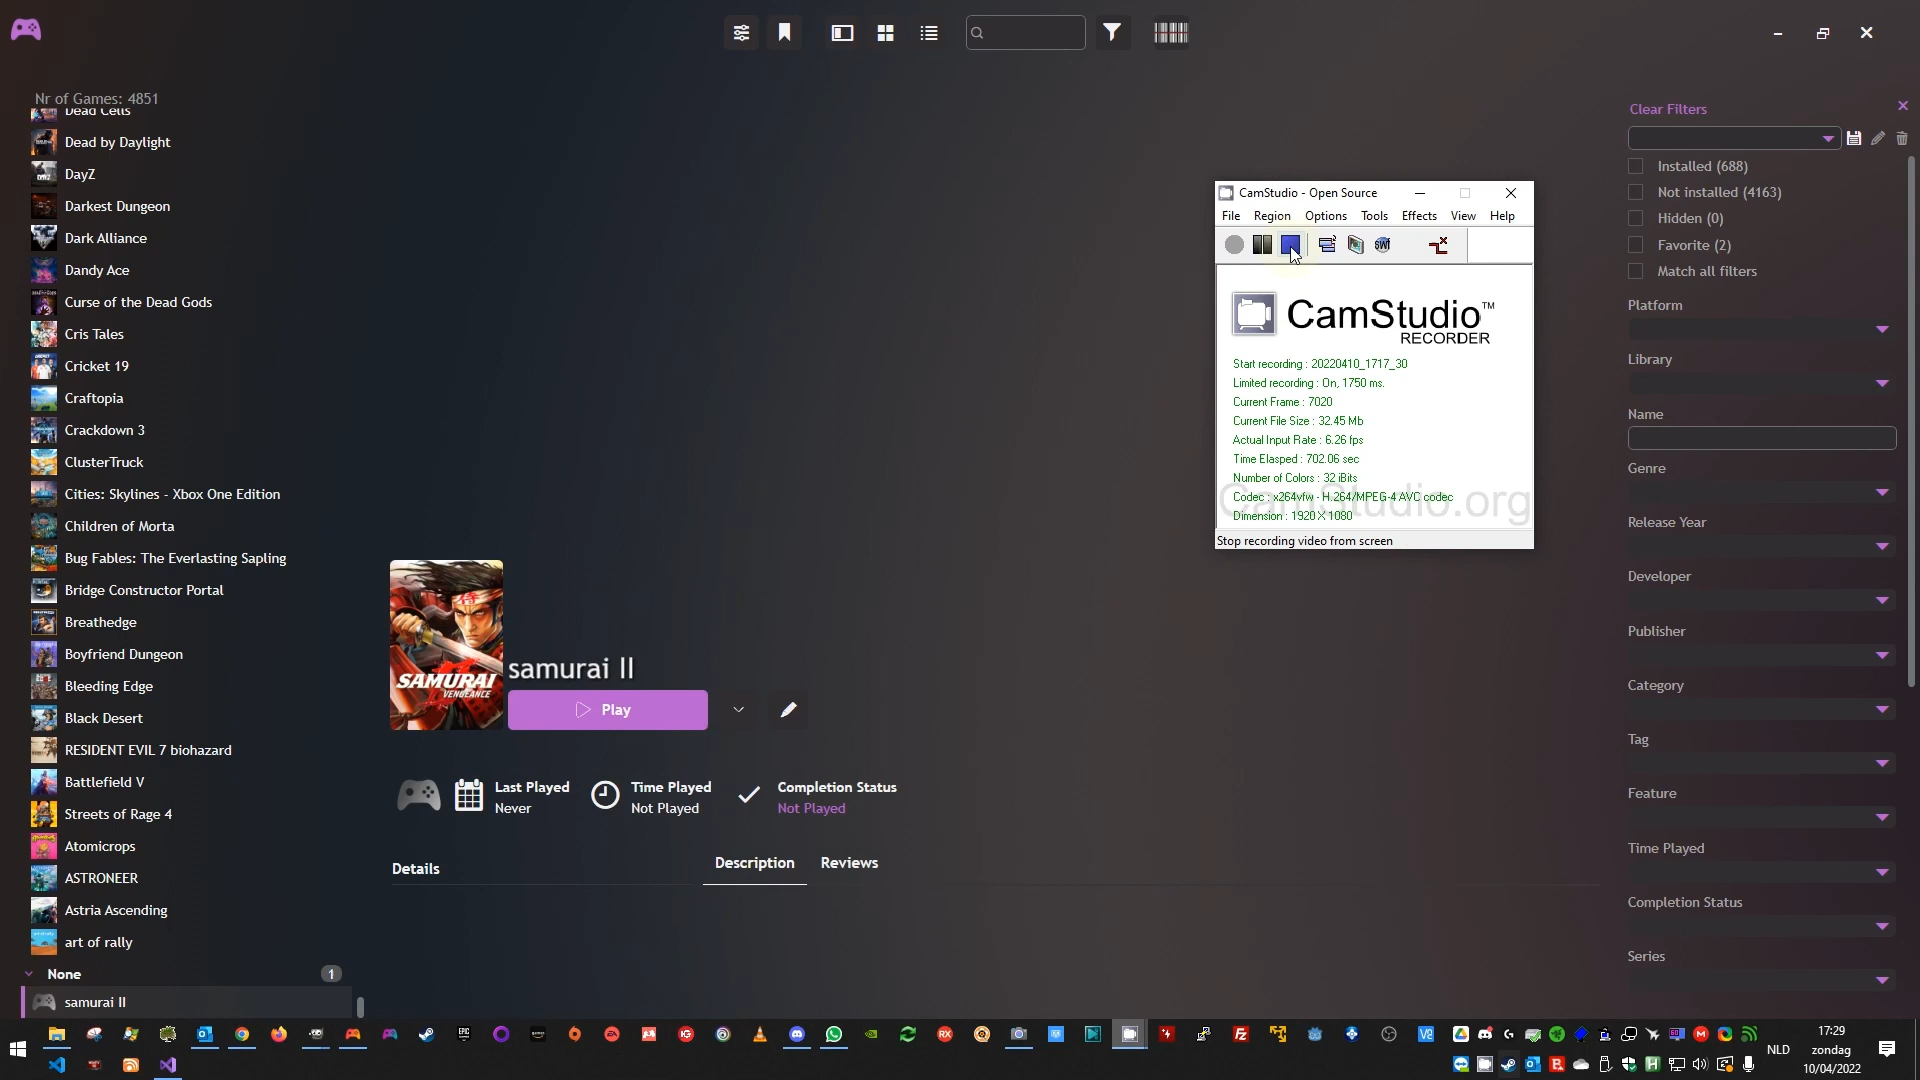 Nr of Games: 4851
Dead Cells
Dead by Daylight
DayZ
Darkest Dungeon
Dark Alliance
Dandy Ace
Curse of the Dead Gods
Cris Tales
Cricket 19
Craftopia
Crackdown 3
ClusterTruck
Cities: Skylines - Xbox One Edition
Children of Morta
Bug Fables: The Everlasting Sapling
Bridge Constructor Portal
Breathedge
Boyfriend Dungeon
Bleeding Edge
Black Desert
RESIDENT EVIL 7 biohazard
Battlefield V
Streets of Rage 4
Atomicrops
ASTRONEER
Astria Ascending
art of rally
None 1
samurai II
SAMURAI
VENGEANCE
samurai II
Play
Last Played
Never
Time Played
Not Played
Completion Status
Not Played
Details
Description Reviews
CamStudio - Open Source
File Region Options Tools Effects View Help
CamStudio™
RECORDER
Start recording : 20220410_1717_30
Limited recording : On, 1750 ms.
Current Frame : 7020
Current File Size : 32.45 Mb
Actual Input Rate : 6.26 fps
Time Elasped : 702.06 sec
Number of Colors : 32 iBits
Codec : x264vfw - H.264/MPEG-4 AVC codec
CamStudio.org
Dimension : 1920 X 1080
Stop recording video from screen
Clear Filters
Installed (688)
Not installed (4163)
Hidden (0)
Favorite (2)
Match all filters
Platform
Library
Name
Genre
Release Year
Developer
Publisher
Category
Tag
Feature
Time Played
Completion Status
Series
NLD
17:29
zondag
10/04/2022